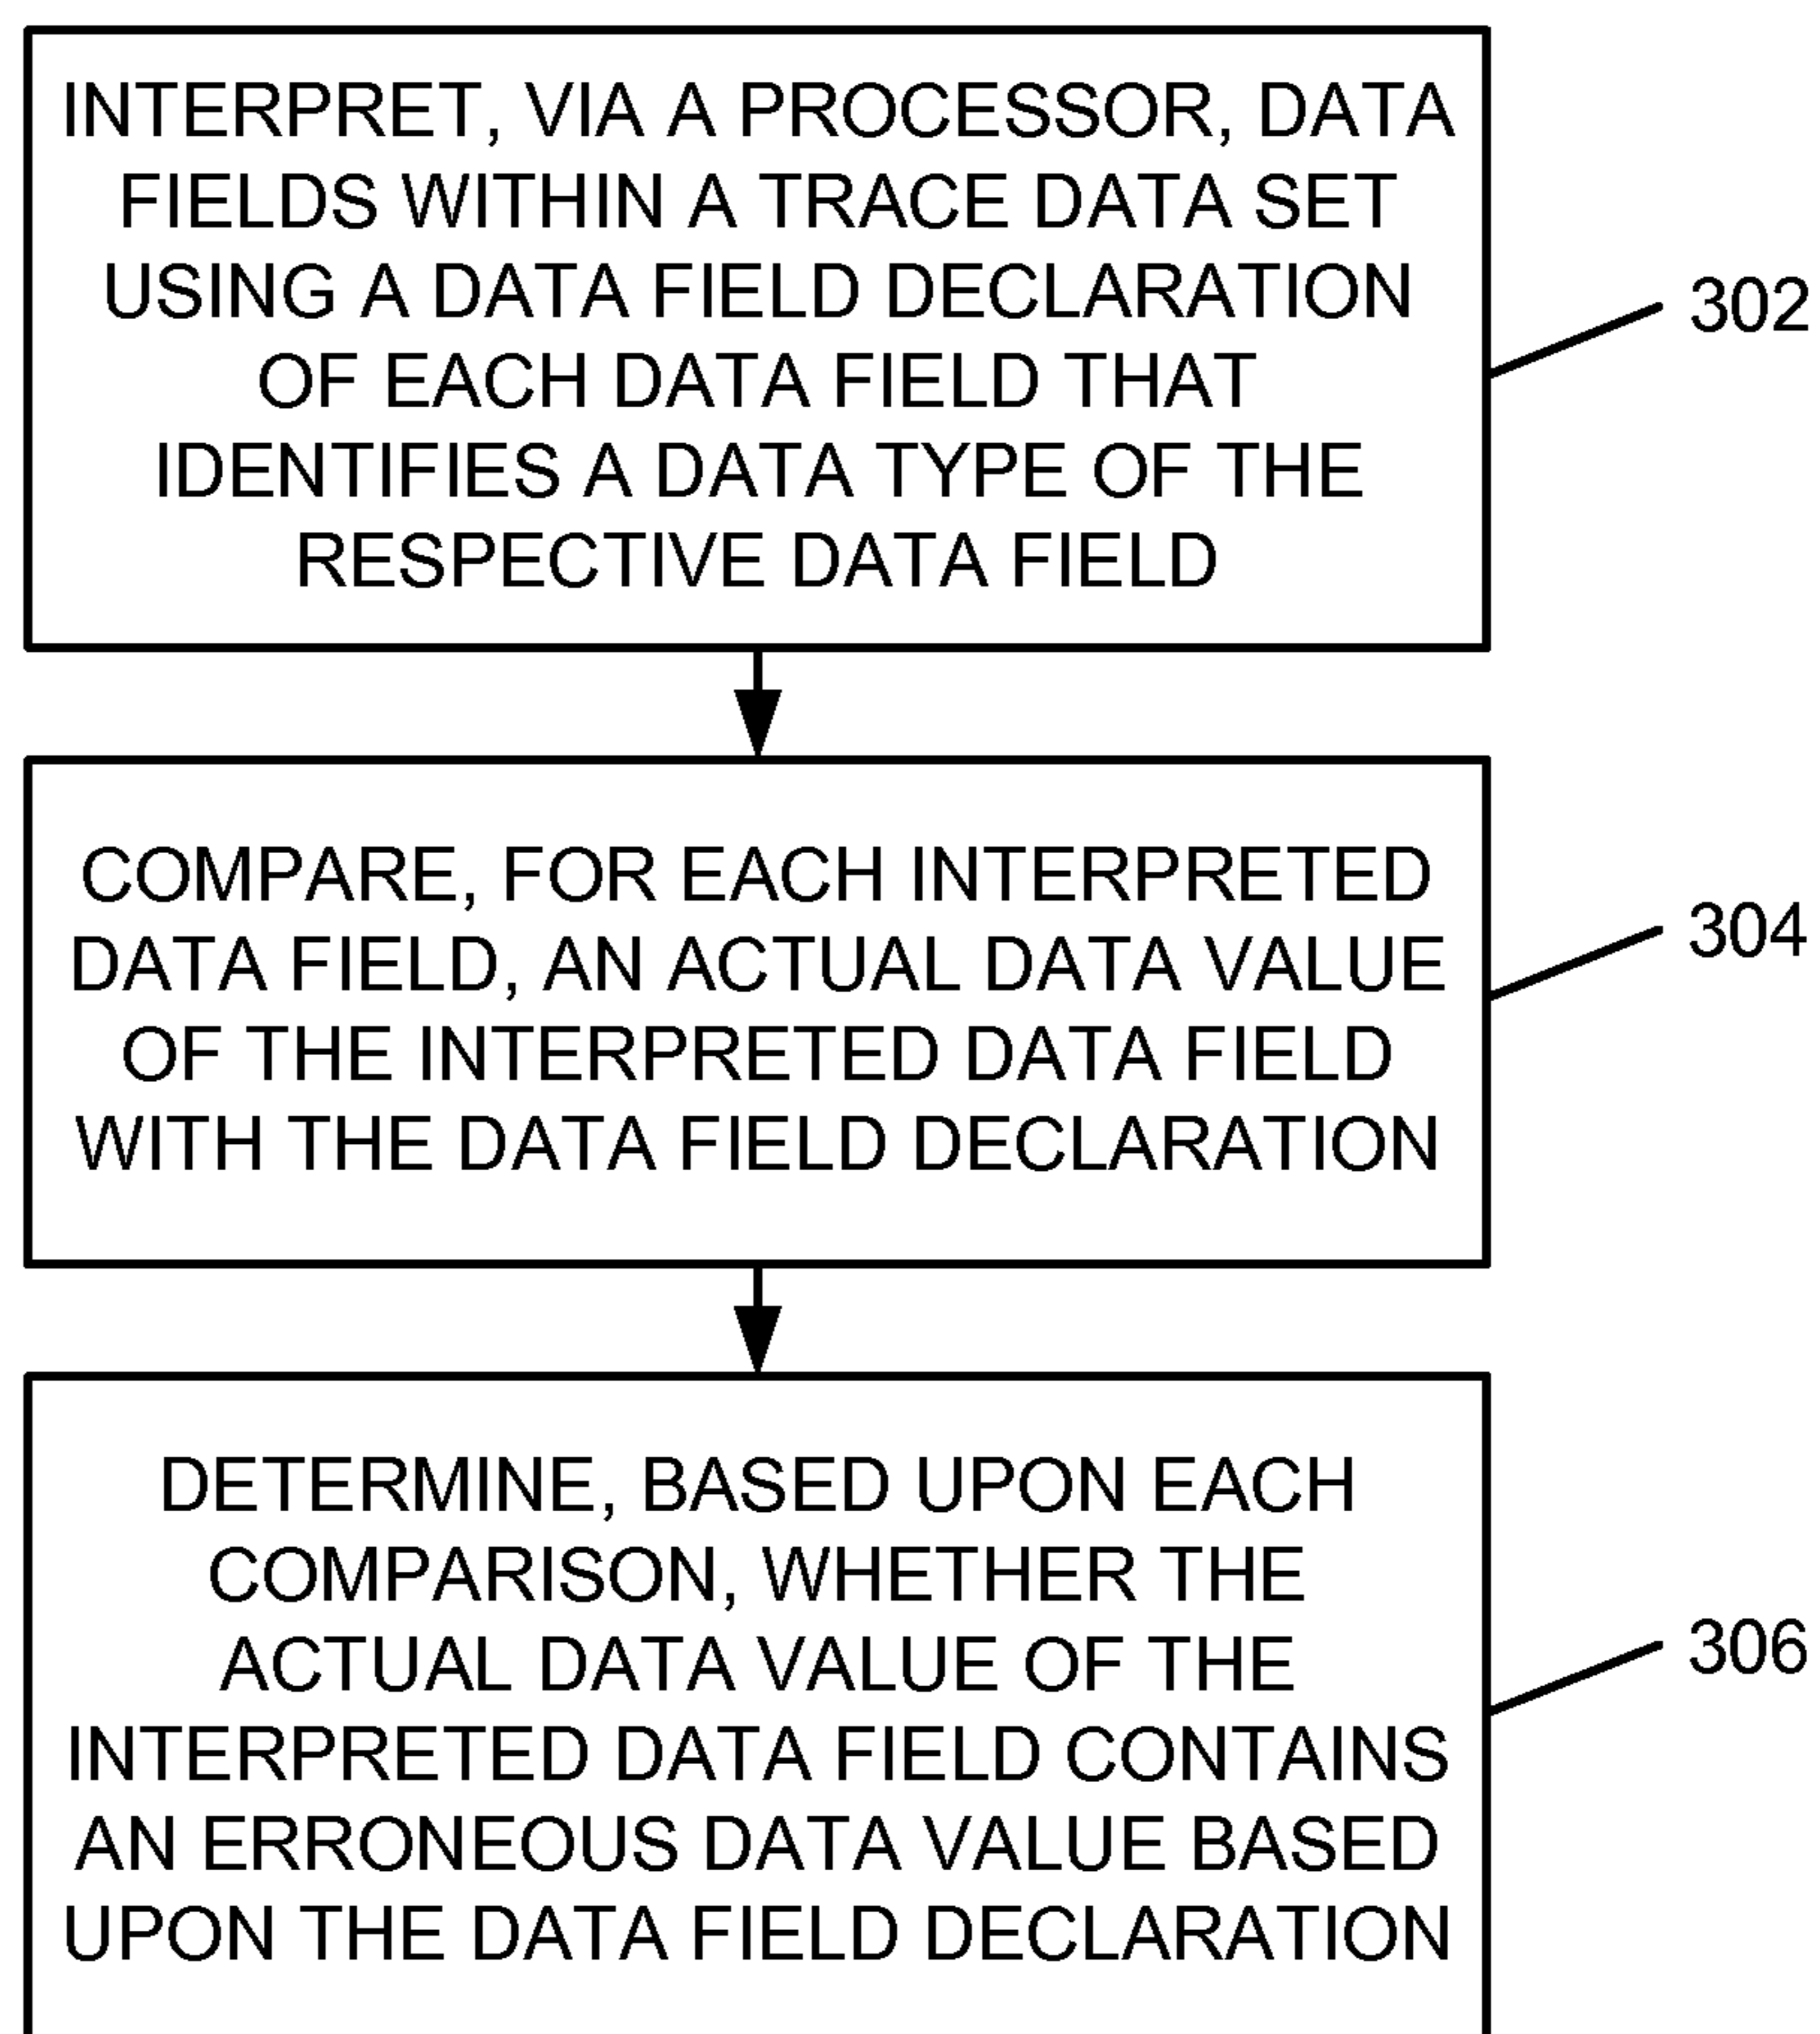 INTERPRET, VIA A PROCESSOR, DATA
FIELDS WITHIN A TRACE DATA SET
USING A DATA FIELD DECLARATION
OF EACH DATA FIELD THAT
IDENTIFIES A DATA TYPE OF THE
RESPECTIVE DATA FIELD
302
COMPARE, FOR EACH INTERPRETED
DATA FIELD, AN ACTUAL DATA VALUE
OF THE INTERPRETED DATA FIELD
WITH THE DATA FIELD DECLARATION
304
DETERMINE, BASED UPON EACH
COMPARISON, WHETHER THE
ACTUAL DATA VALUE OF THE
INTERPRETED DATA FIELD CONTAINS
AN ERRONEOUS DATA VALUE BASED
UPON THE DATA FIELD DECLARATION
306